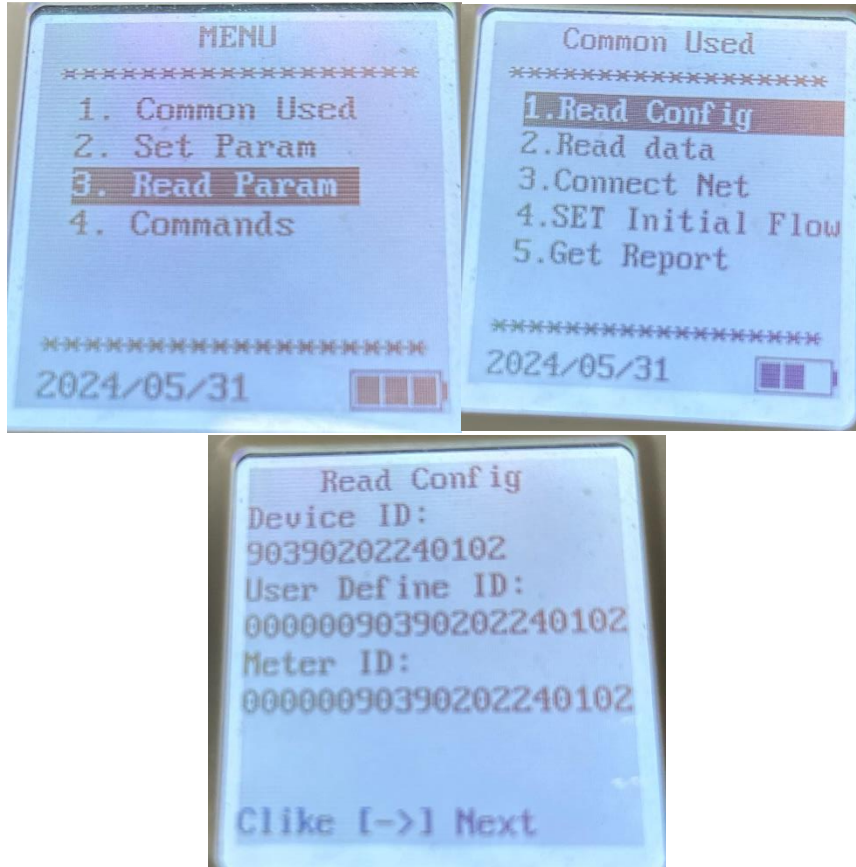 MENU
******************
1. Common Used
2. Set Param
3. Read Param
4. Commands
*******************
2024/05/31
Common Used
******************
1.Read Config
2.Read data
3.Connect Net
4.SET Initial Flow
5.Get Report
******************
2024/05/31
Read Config
Device ID:
90390202240102
User Define ID:
00000090390202240102
Meter ID:
00000090390202240102
Clike [->] Next